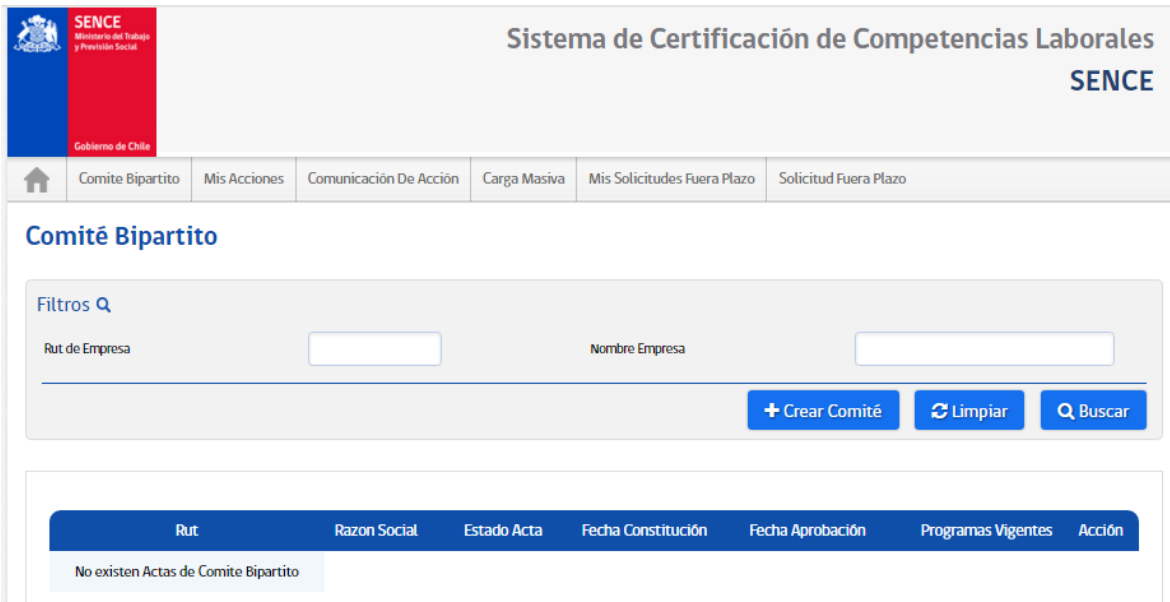 SENCE
Ministerio del Trabajo
y Previsión Social
Gobierno de Chile
Sistema de Certificación de Competencias Laborales
SENCE
Comite Bipartito Mis Acciones Comunicación De Acción Carga Masiva Mis Solicitudes Fuera Plazo Solicitud Fuera Plazo
Comité Bipartito
Filtros
Rut de Empresa Nombre Empresa
Crear Comité Limpiar Buscar
Rut Razon Social Estado Acta Fecha Constitución Fecha Aprobación Programas Vigentes Acción
No existen Actas de Comite Bipartito